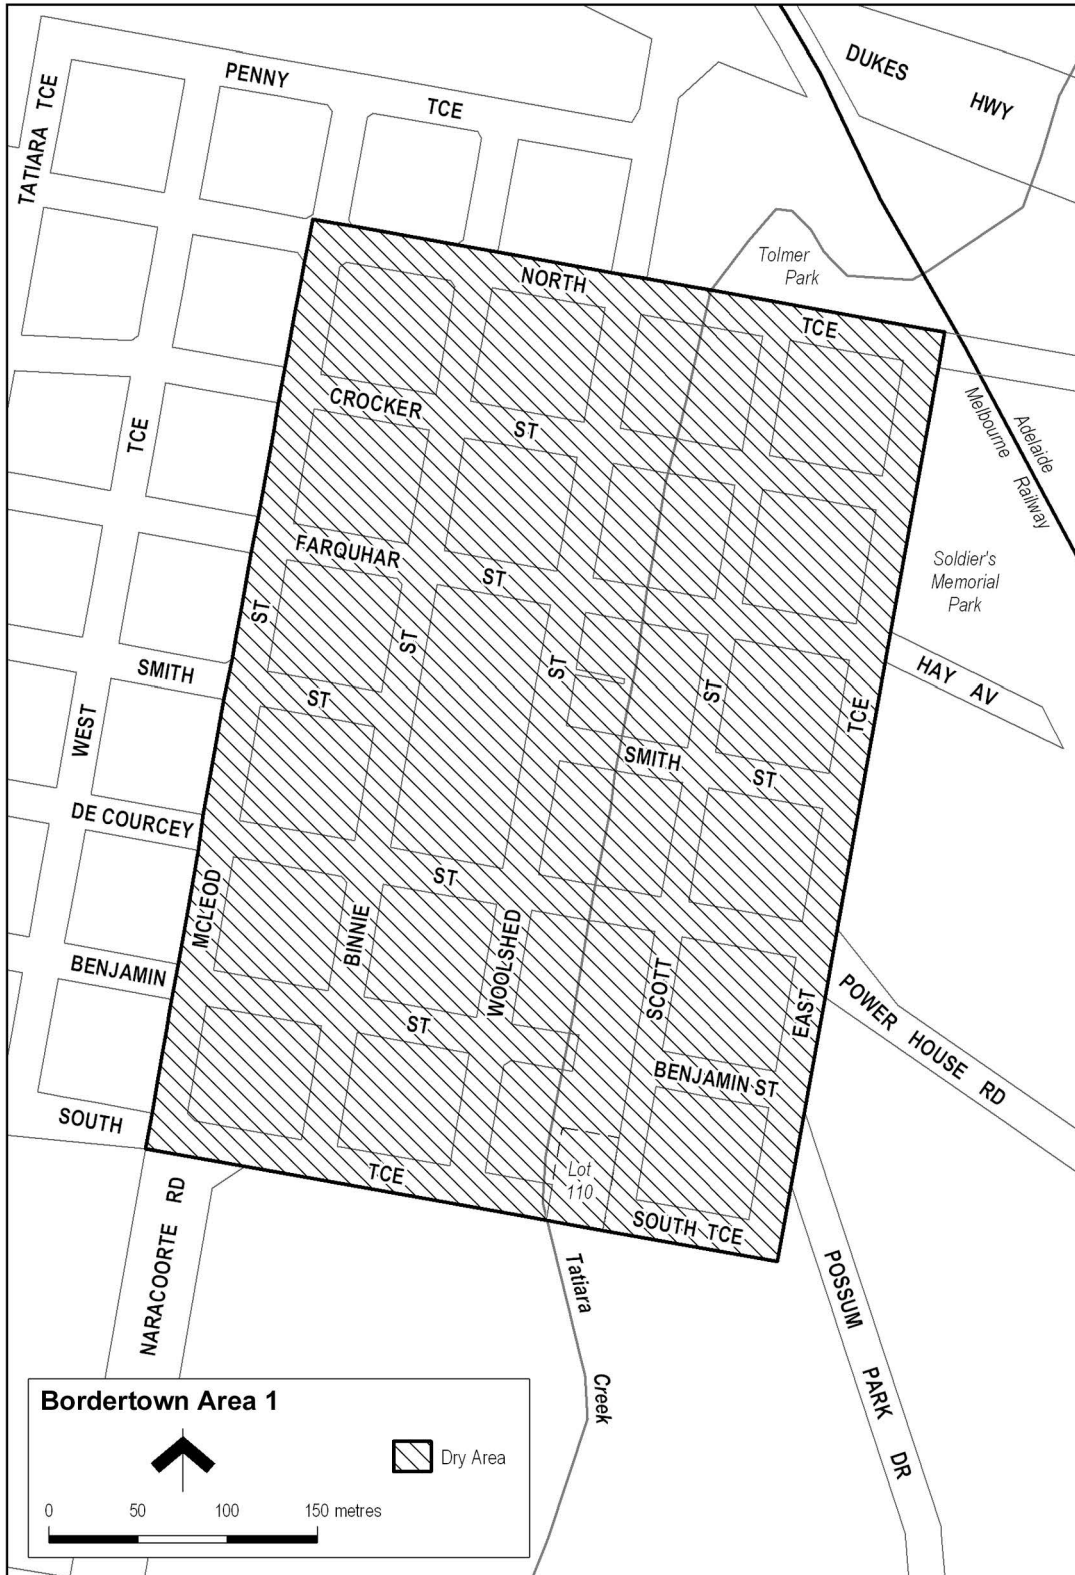 PENNY
TCE
DUKES
HWY
TATIARA TCE
Tolmer
Park
NORTH
TCE
CROCKER
ST
TCE
Adelaide
Melbourne
Railway
FARQUHAR
ST
Soldier's
Memorial
Park
ST
ST
ST
ST
HAY AV
SMITH
ST
TCE
WEST
SMITH
ST
DE COURCEY
ST
MCLEOD
BINNIE
WOOLSHED
SCOTT
EAST
BENJAMIN
ST
POWER HOUSE RD
BENJAMIN ST
SOUTH
TCE
Lot
110
SOUTH TCE
NARACOORTE RD
Tatiara
Creek
POSSUM PARK DR
Bordertown Area 1
Dry Area
0 50 100 150 metres